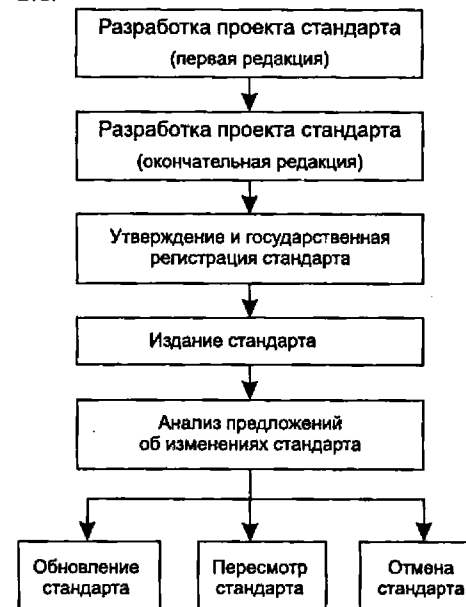 Разработка проекта стандарта
(первая редакция)
Разработка проекта стандарта
(окончательная редакция)
Утверждение и государственная
регистрация стандарта
Издание стандарта
Анализ предложений
об изменениях стандарта
Обновление
стандарта
Пересмотр
стандарта
Отмена
стандарта